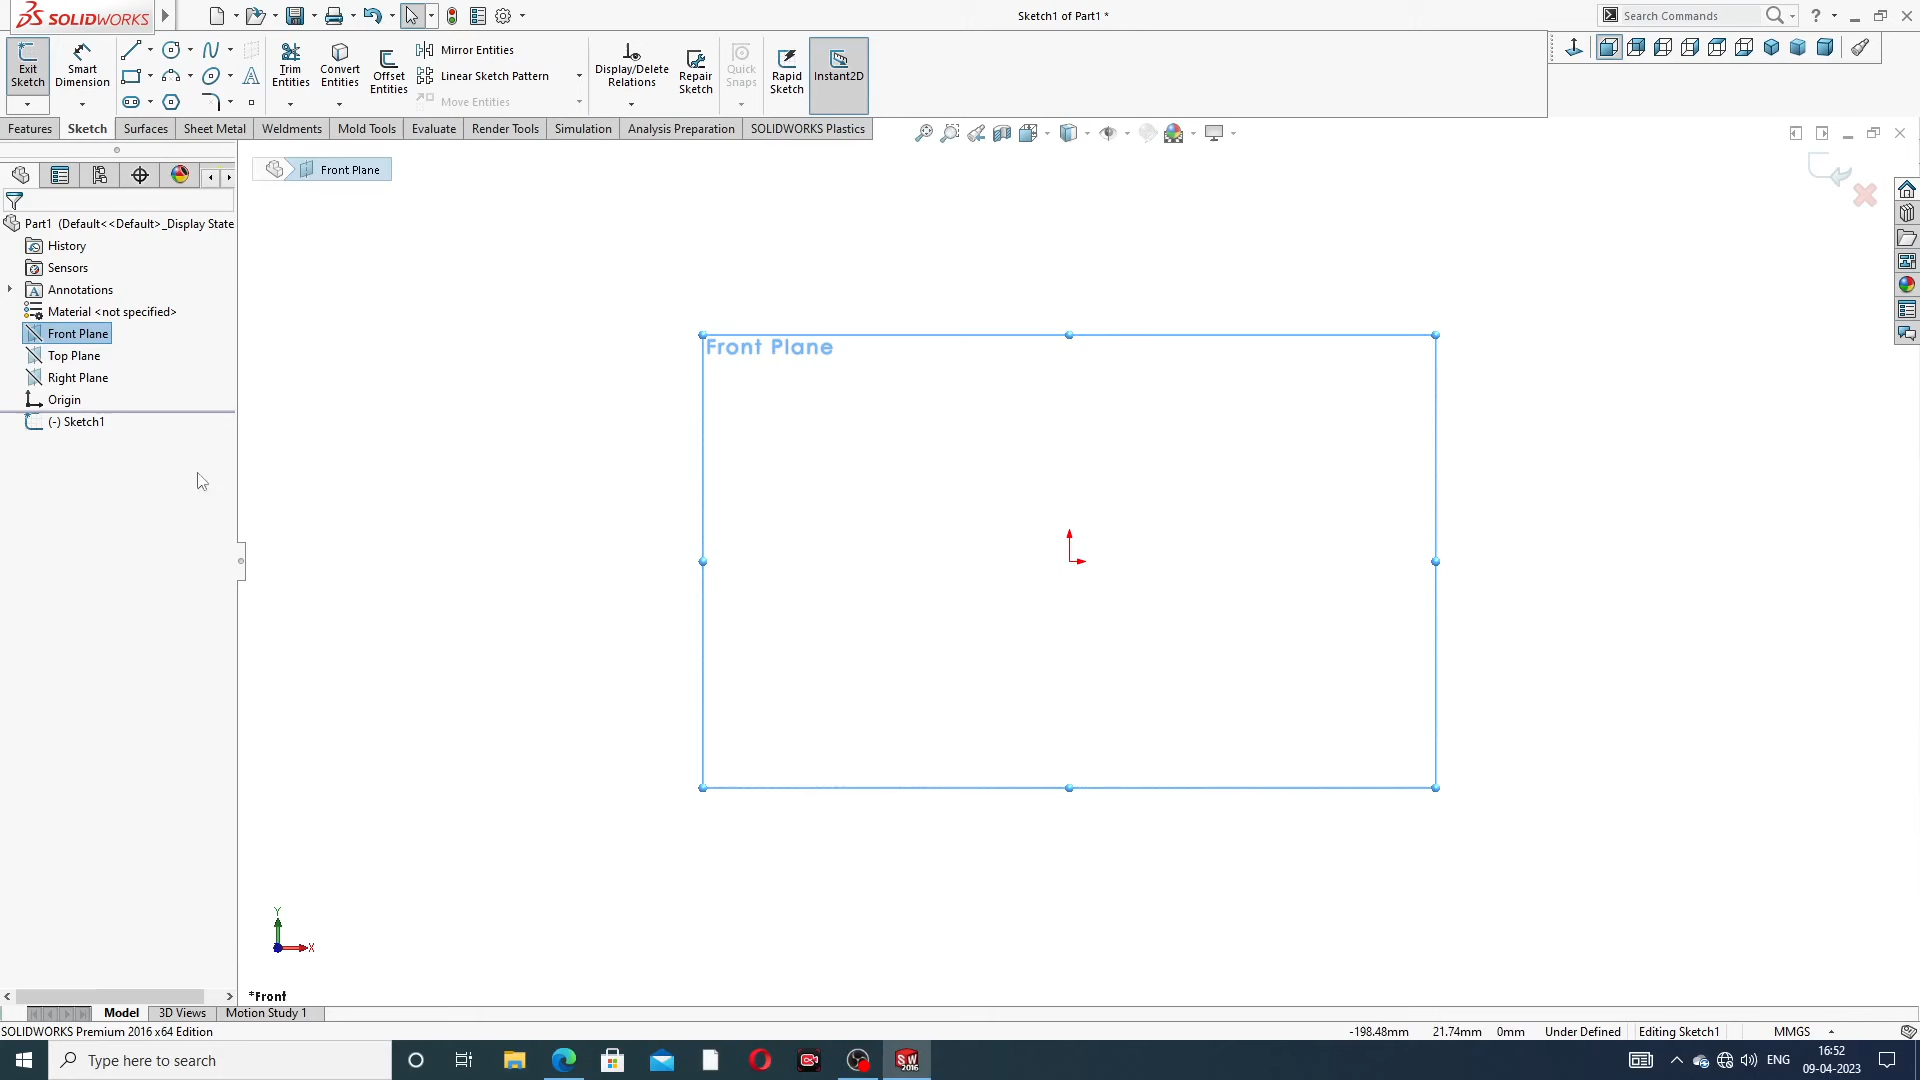 SOLIDWORKS
Sketch1 of Part1 *
Search Commands
Exit Sketch
Smart Dimension
Trim Entities
Convert Entities
Offset Entities
Mirror Entities
Linear Sketch Pattern
Move Entities
Display/Delete Relations
Repair Sketch
Quick Snaps
Rapid Sketch
Instant2D
Features Sketch Surfaces Sheet Metal Weldments Mold Tools Evaluate Render Tools Simulation Analysis Preparation SOLIDWORKS Plastics
Front Plane
Part1 (Default<<Default>_Display State
History
Sensors
Annotations
Material <not specified>
Front Plane
Top Plane
Right Plane
Origin
(-) Sketch1
Front Plane
Y
X
*Front
Model 3D Views Motion Study 1
SOLIDWORKS Premium 2016 x64 Edition
-198.48mm 21.74mm 0mm Under Defined Editing Sketch1 MMGS
Type here to search
SW 2016
ENG
16:52
09-04-2023